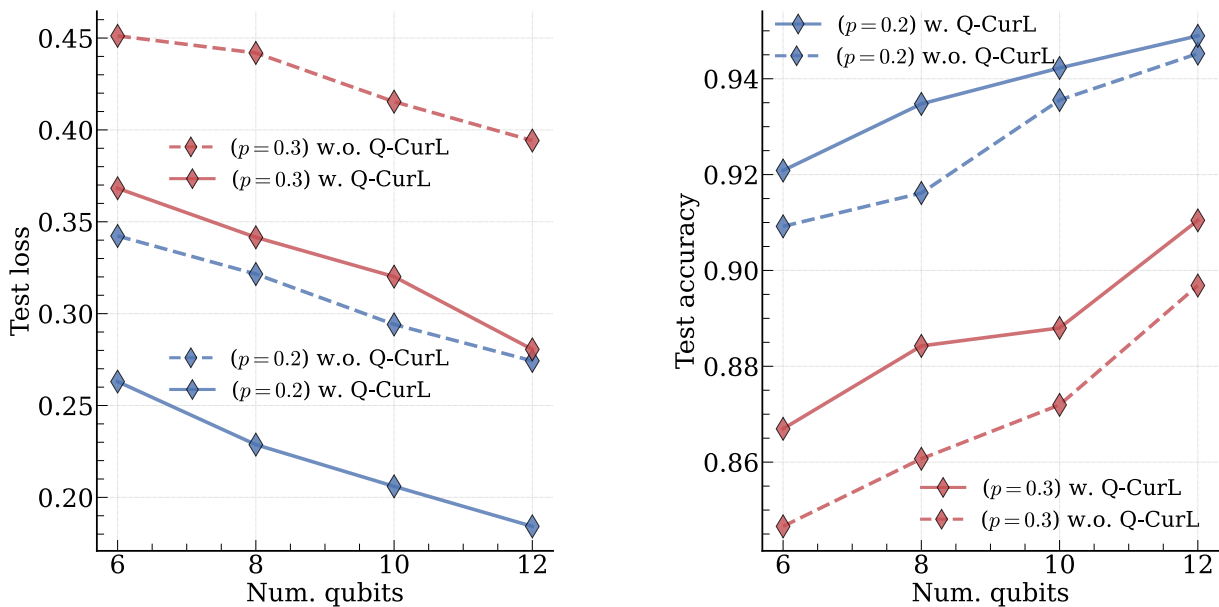 0.45
0.40
0.35
0.30
0.25
0.20
Test loss
(p = 0.3) w.o. Q-CurL
(p = 0.3) w. Q-CurL
(p = 0.2) w.o. Q-CurL
(p = 0.2) w. Q-CurL
6 8 10 12
Num. qubits
0.94
0.92
0.90
0.88
0.86
Test accuracy
(p = 0.2) w. Q-CurL
(p = 0.2) w.o. Q-CurL
(p = 0.3) w. Q-CurL
(p = 0.3) w.o. Q-CurL
6 8 10 12
Num. qubits